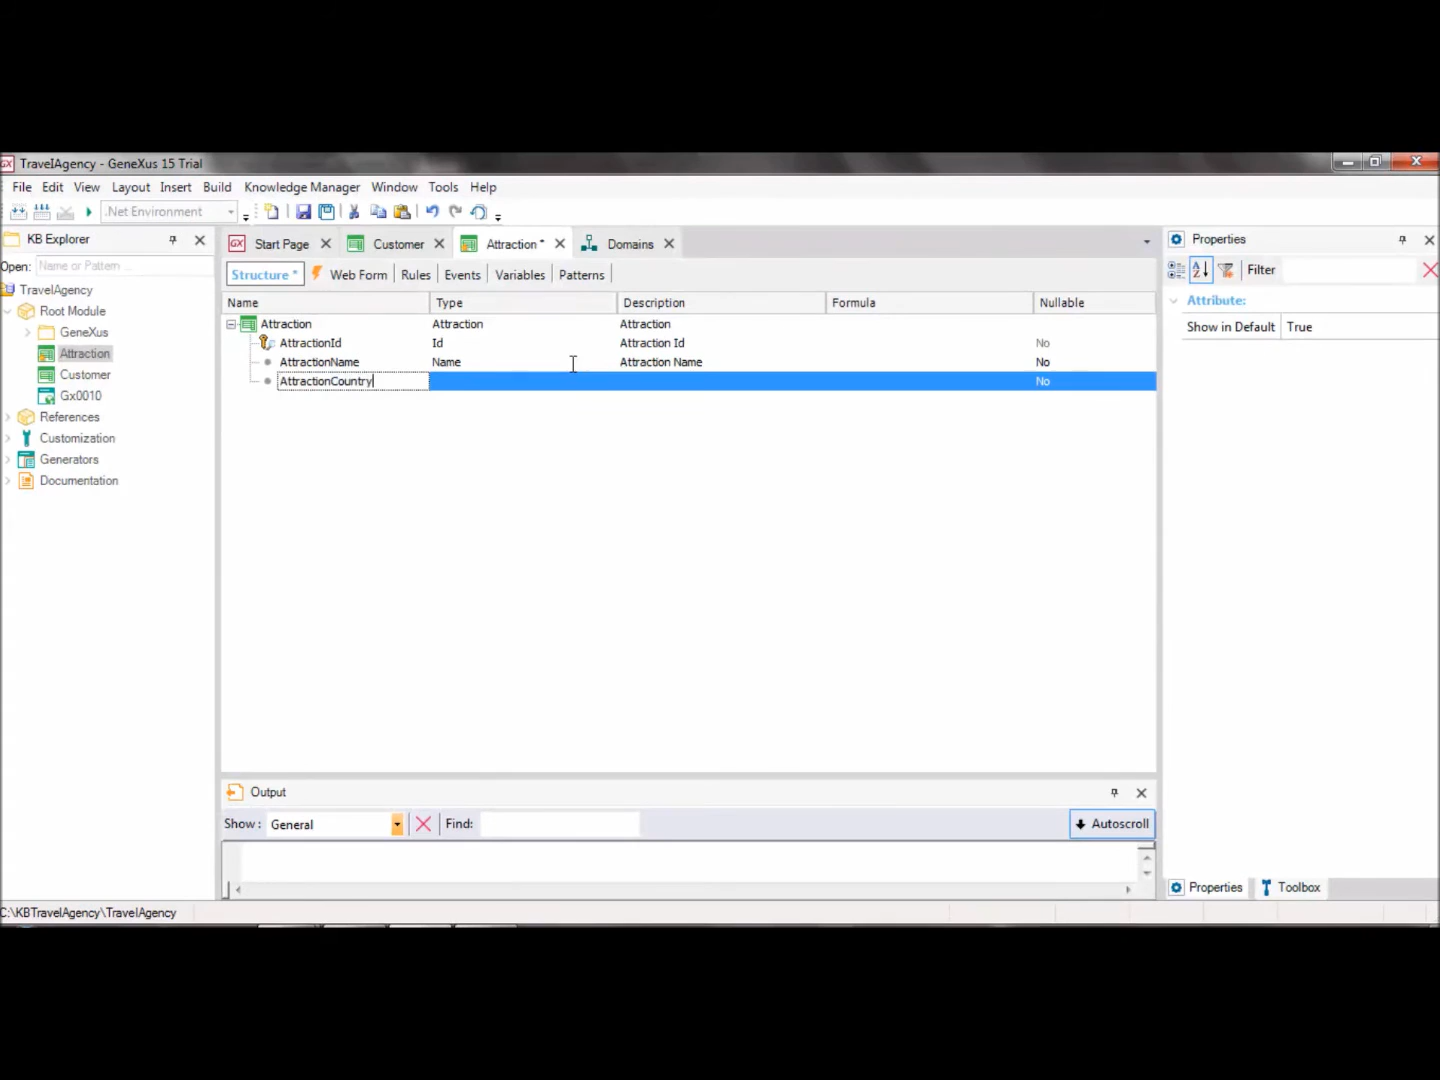 TravelAgency - GeneXus 15 Trial
File Edit View Layout Insert Build Knowledge Manager Window Tools Help
.Net Environment
KB Explorer
Start Page Customer Attraction * Domains
Properties
Open: Name or Pattern ...
Structure * Web Form Rules Events Variables Patterns
Filter
TravelAgency
Name Type Description Formula Nullable
Attribute:
Root Module
Attraction Attraction Attraction
Show in Default True
GeneXus
AttractionId Id Attraction Id No
Attraction
AttractionName Name Attraction Name No
Customer
AttractionCountry No
Gx0010
References
Customization
Generators
Documentation
Output
Show : General Find: Autoscroll
Properties Toolbox
C:\KBTravelAgency\TravelAgency